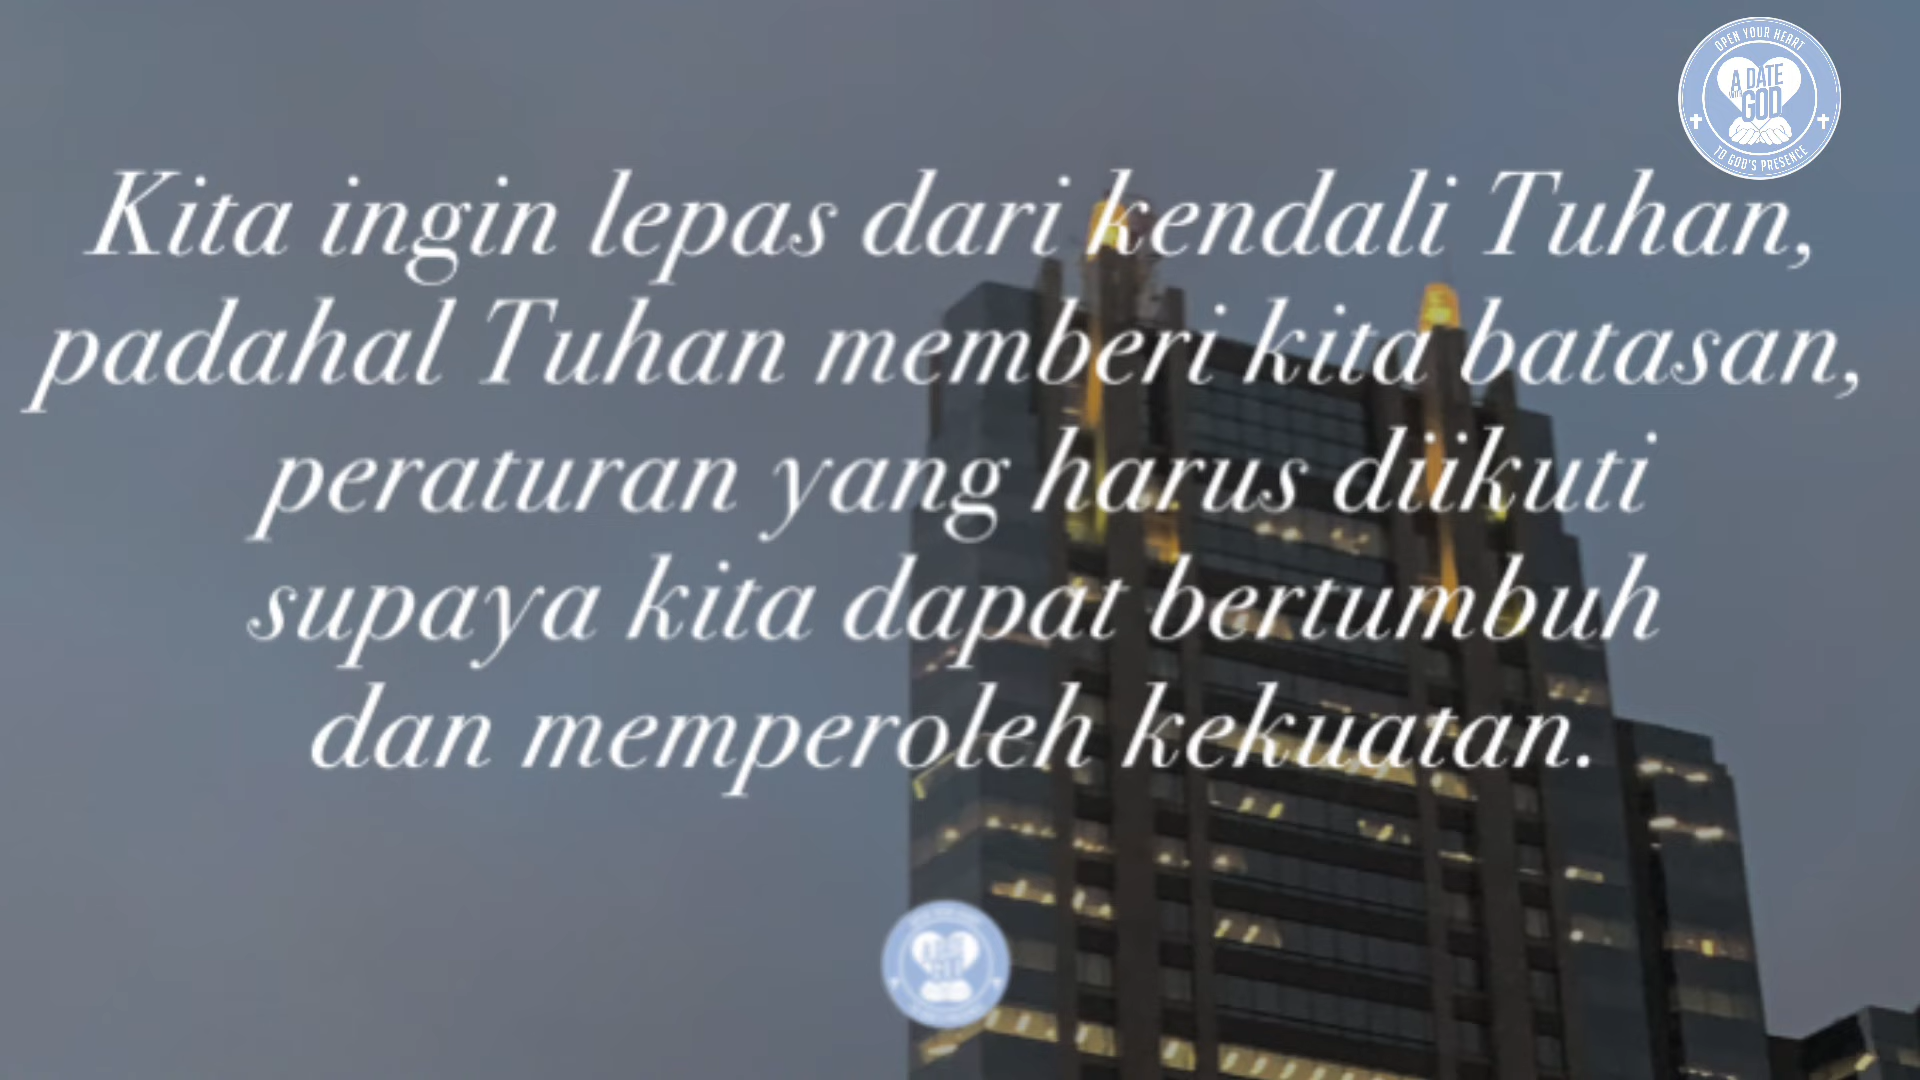 OPEN YOUR HEART
A DATE
GOD
TO GOD'S PRESENCE
Kita ingin lepas dari kendali Tuhan,
padahal Tuhan memberi kita batasan,
peraturan yang harus diikuti
supaya kita dapat bertumbuh
dan memperoleh kekuatan.